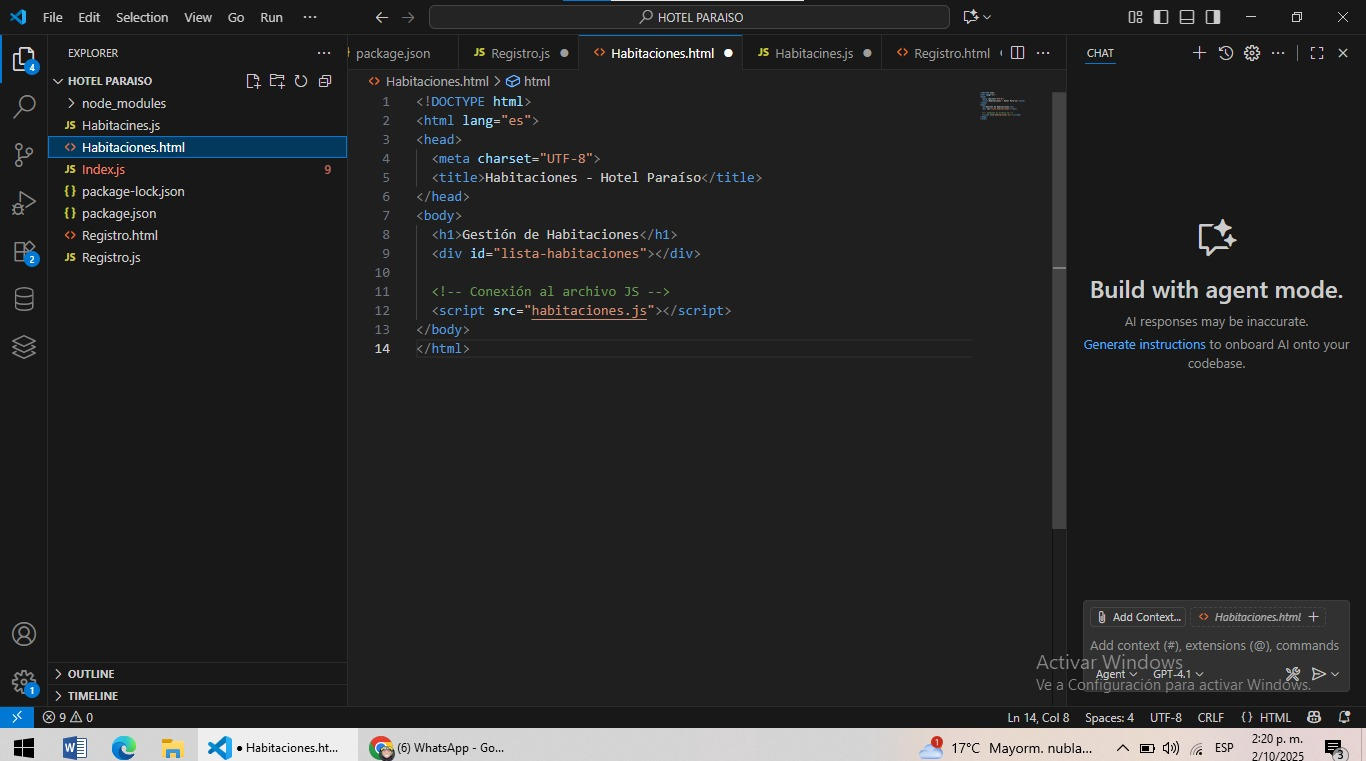 File Edit Selection View Go Run ···
HOTEL PARAISO
EXPLORER
HOTEL PARAISO
node_modules
JS Habitacines.js
<> Habitaciones.html
JS Index.js 9
{} package-lock.json
{} package.json
<> Registro.html
JS Registro.js
OUTLINE
TIMELINE
package.json
JS Registro.js
<> Habitaciones.html
JS Habitacines.js
<> Registro.html
<> Habitaciones.html > html
1 <!DOCTYPE html>
2 <html lang="es">
3 <head>
4 <meta charset="UTF-8">
5 <title>Habitaciones - Hotel Paraíso</title>
6 </head>
7 <body>
8 <h1>Gestión de Habitaciones</h1>
9 <div id="lista-habitaciones"></div>
10
11 <!-- Conexión al archivo JS -->
12 <script src="habitaciones.js"></script>
13 </body>
14 </html>
CHAT
Build with agent mode.
AI responses may be inaccurate.
Generate instructions to onboard AI onto your
codebase.
Add Context...
<> Habitaciones.html +
Add context (#), extensions (@), commands
Agent
GPT-4.1
Activar Windows
Ve a Configuración para activar Windows.
4
2
1
9 0
Ln 14, Col 8
Spaces: 4
UTF-8
CRLF
{} HTML
● Habitaciones.ht...
(6) WhatsApp - Go...
1
17°C Mayorm. nubla...
ESP
2:20 p. m.
2/10/2025
3